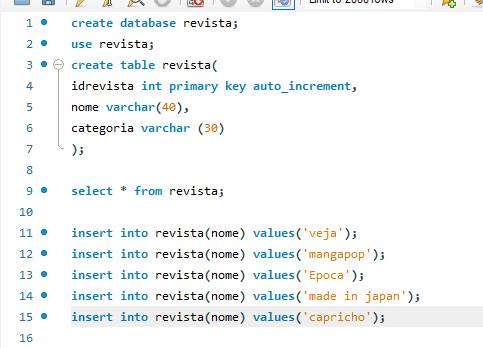 Limit to 2000 rows
1 create database revista;
2 use revista;
3 create table revista(
4 idrevista int primary key auto_increment,
5 nome varchar(40),
6 categoria varchar (30)
7 );
8
9 select * from revista;
10
11 insert into revista(nome) values('veja');
12 insert into revista(nome) values('mangapop');
13 insert into revista(nome) values('Epoca');
14 insert into revista(nome) values('made in japan');
15 insert into revista(nome) values('capricho');
16